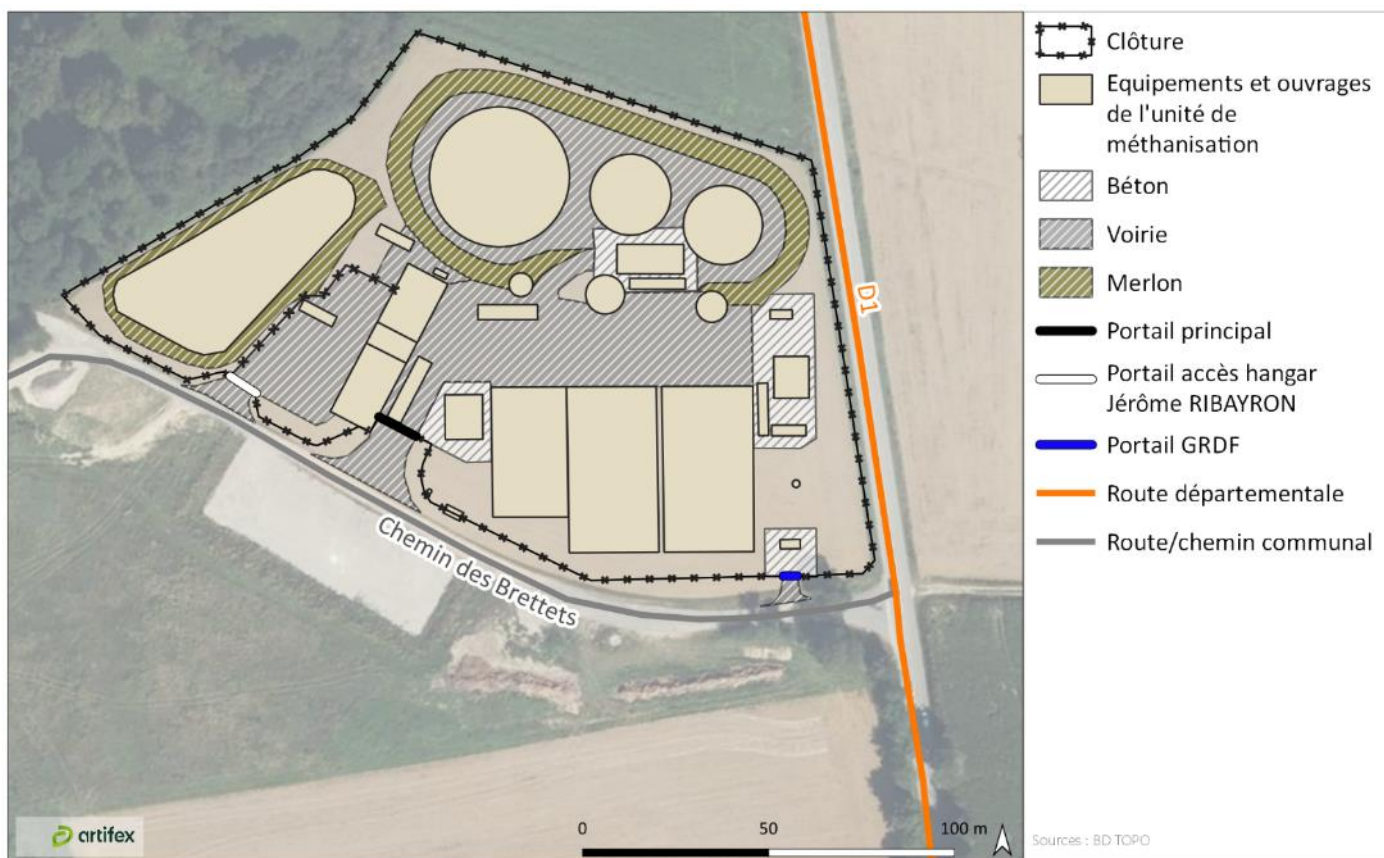 Clôture
Equipements et ouvrages
de l'unité de
méthanisation
Béton
Voirie
Merlon
Portail principal
Portail accès hangar
Jérôme RIBAYRON
Portail GRDF
Route départementale
Route/chemin communal
D1
Chemin des Brettets
artifex
0 50 100 m
Sources : BD TOPO